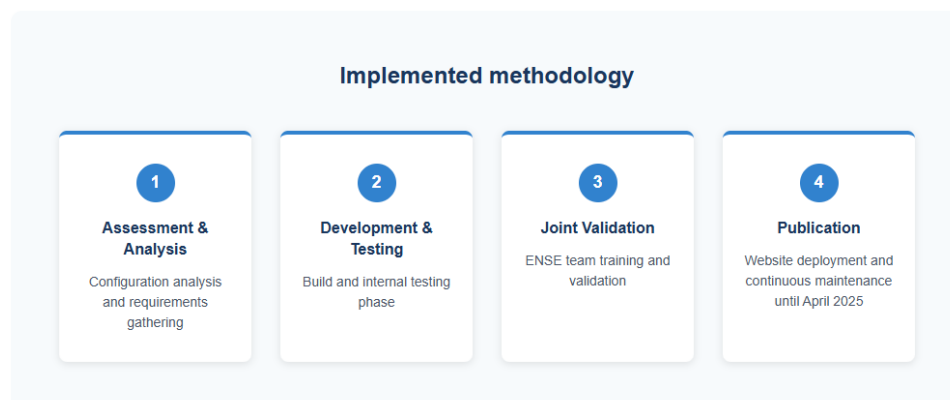 Implemented methodology
1
Assessment &
Analysis
Configuration analysis
and requirements
gathering
2
Development &
Testing
Build and internal testing
phase
3
Joint Validation
ENSE team training and
validation
4
Publication
Website deployment and
continuous maintenance
until April 2025